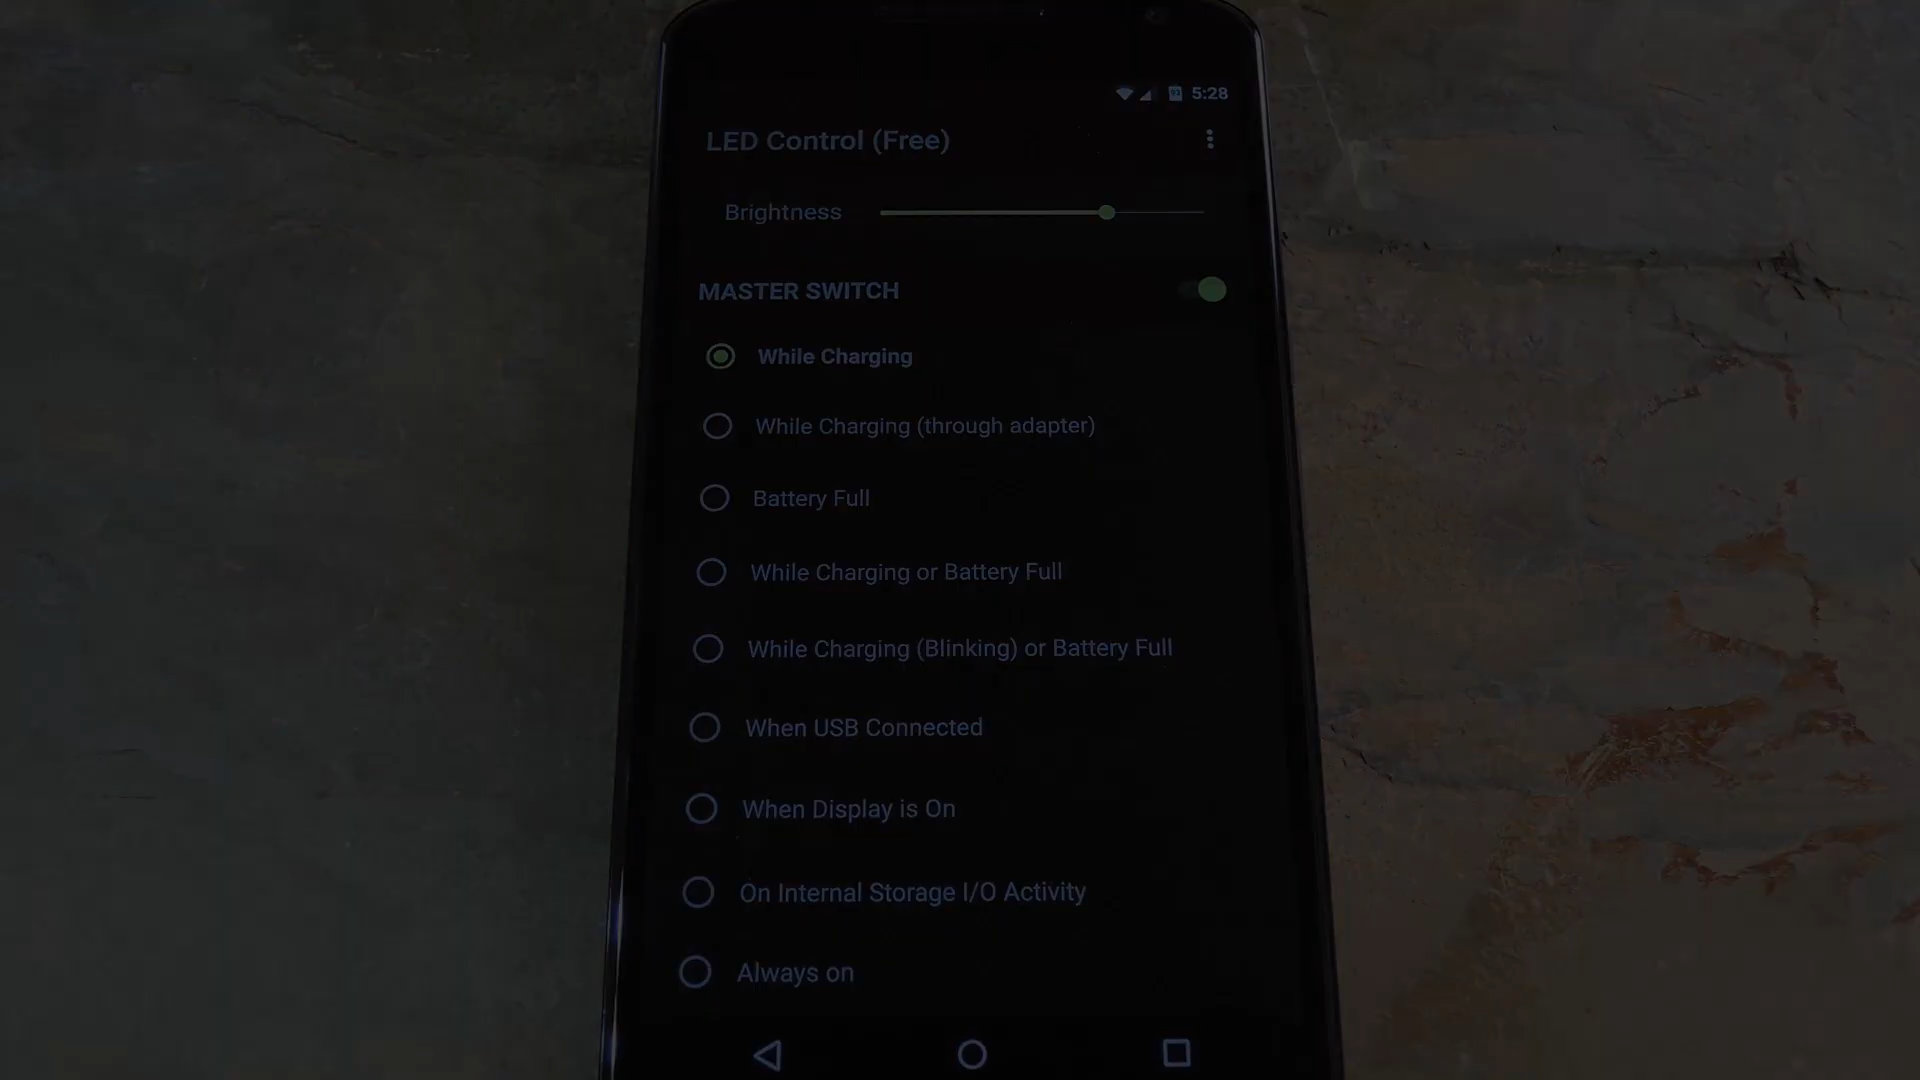 5:28
LED Control (Free)
Brightness
MASTER SWITCH
While Charging
While Charging (through adapter)
Battery Full
While Charging or Battery Full
While Charging (Blinking) or Battery Full
When USB Connected
When Display is On
On Internal Storage I/O Activity
Always on